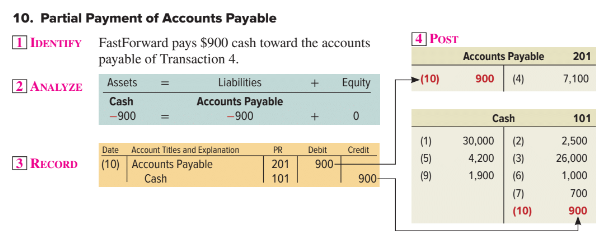 10. Partial Payment of Accounts Payable
1 IDENTIFY FastForward pays $900 cash toward the accounts
payable of Transaction 4.
2 ANALYZE Assets = Liabilities + Equity
Cash Accounts Payable
−900 = −900 + 0
3 RECORD Date Account Titles and Explanation PR Debit Credit
(10) Accounts Payable 201 900
Cash 101 900
4 POST
Accounts Payable 201
(10) 900 (4) 7,100
Cash 101
(1) 30,000 (2) 2,500
(5) 4,200 (3) 26,000
(9) 1,900 (6) 1,000
(7) 700
(10) 900